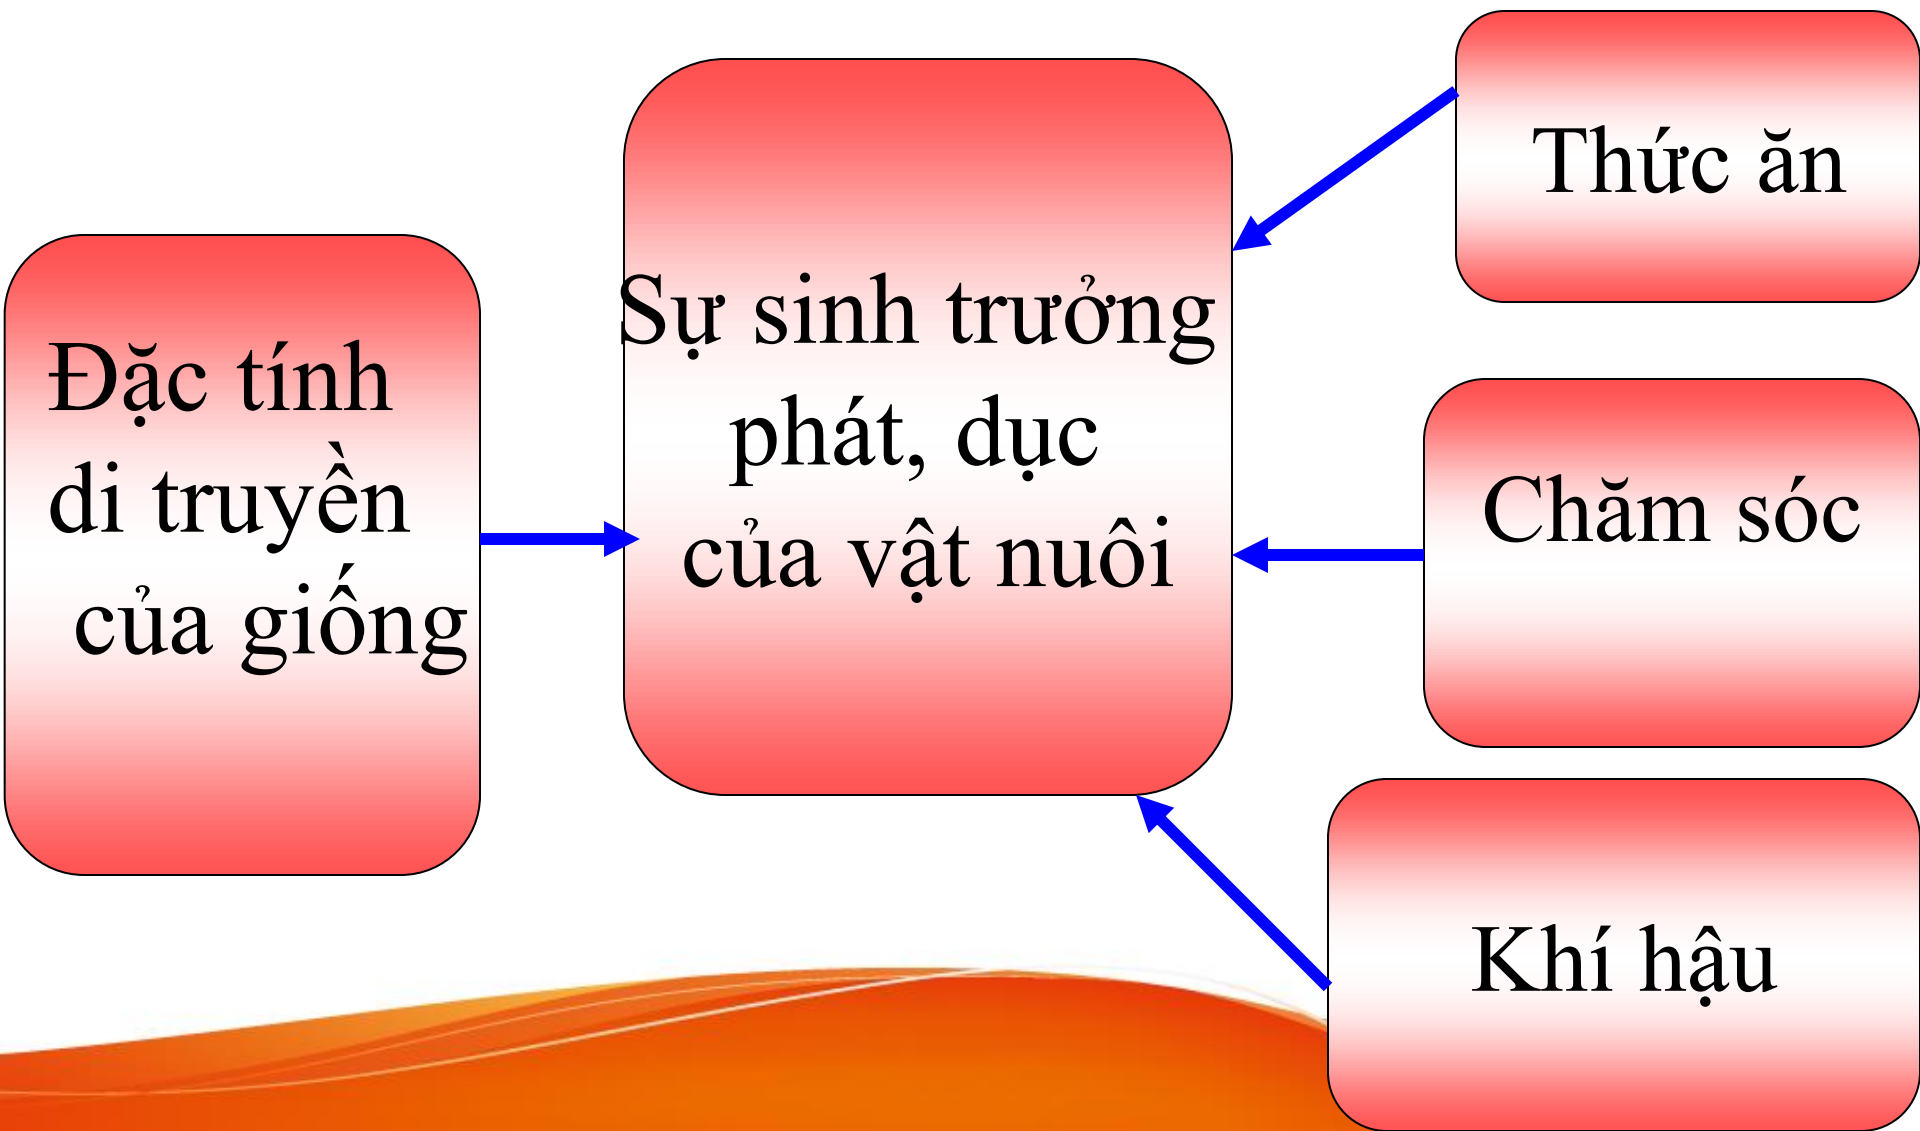 Đặc tính
di truyền
của giống
Sự sinh trưởng
phát, dục
của vật nuôi
Thức ăn
Chăm sóc
Khí hậu